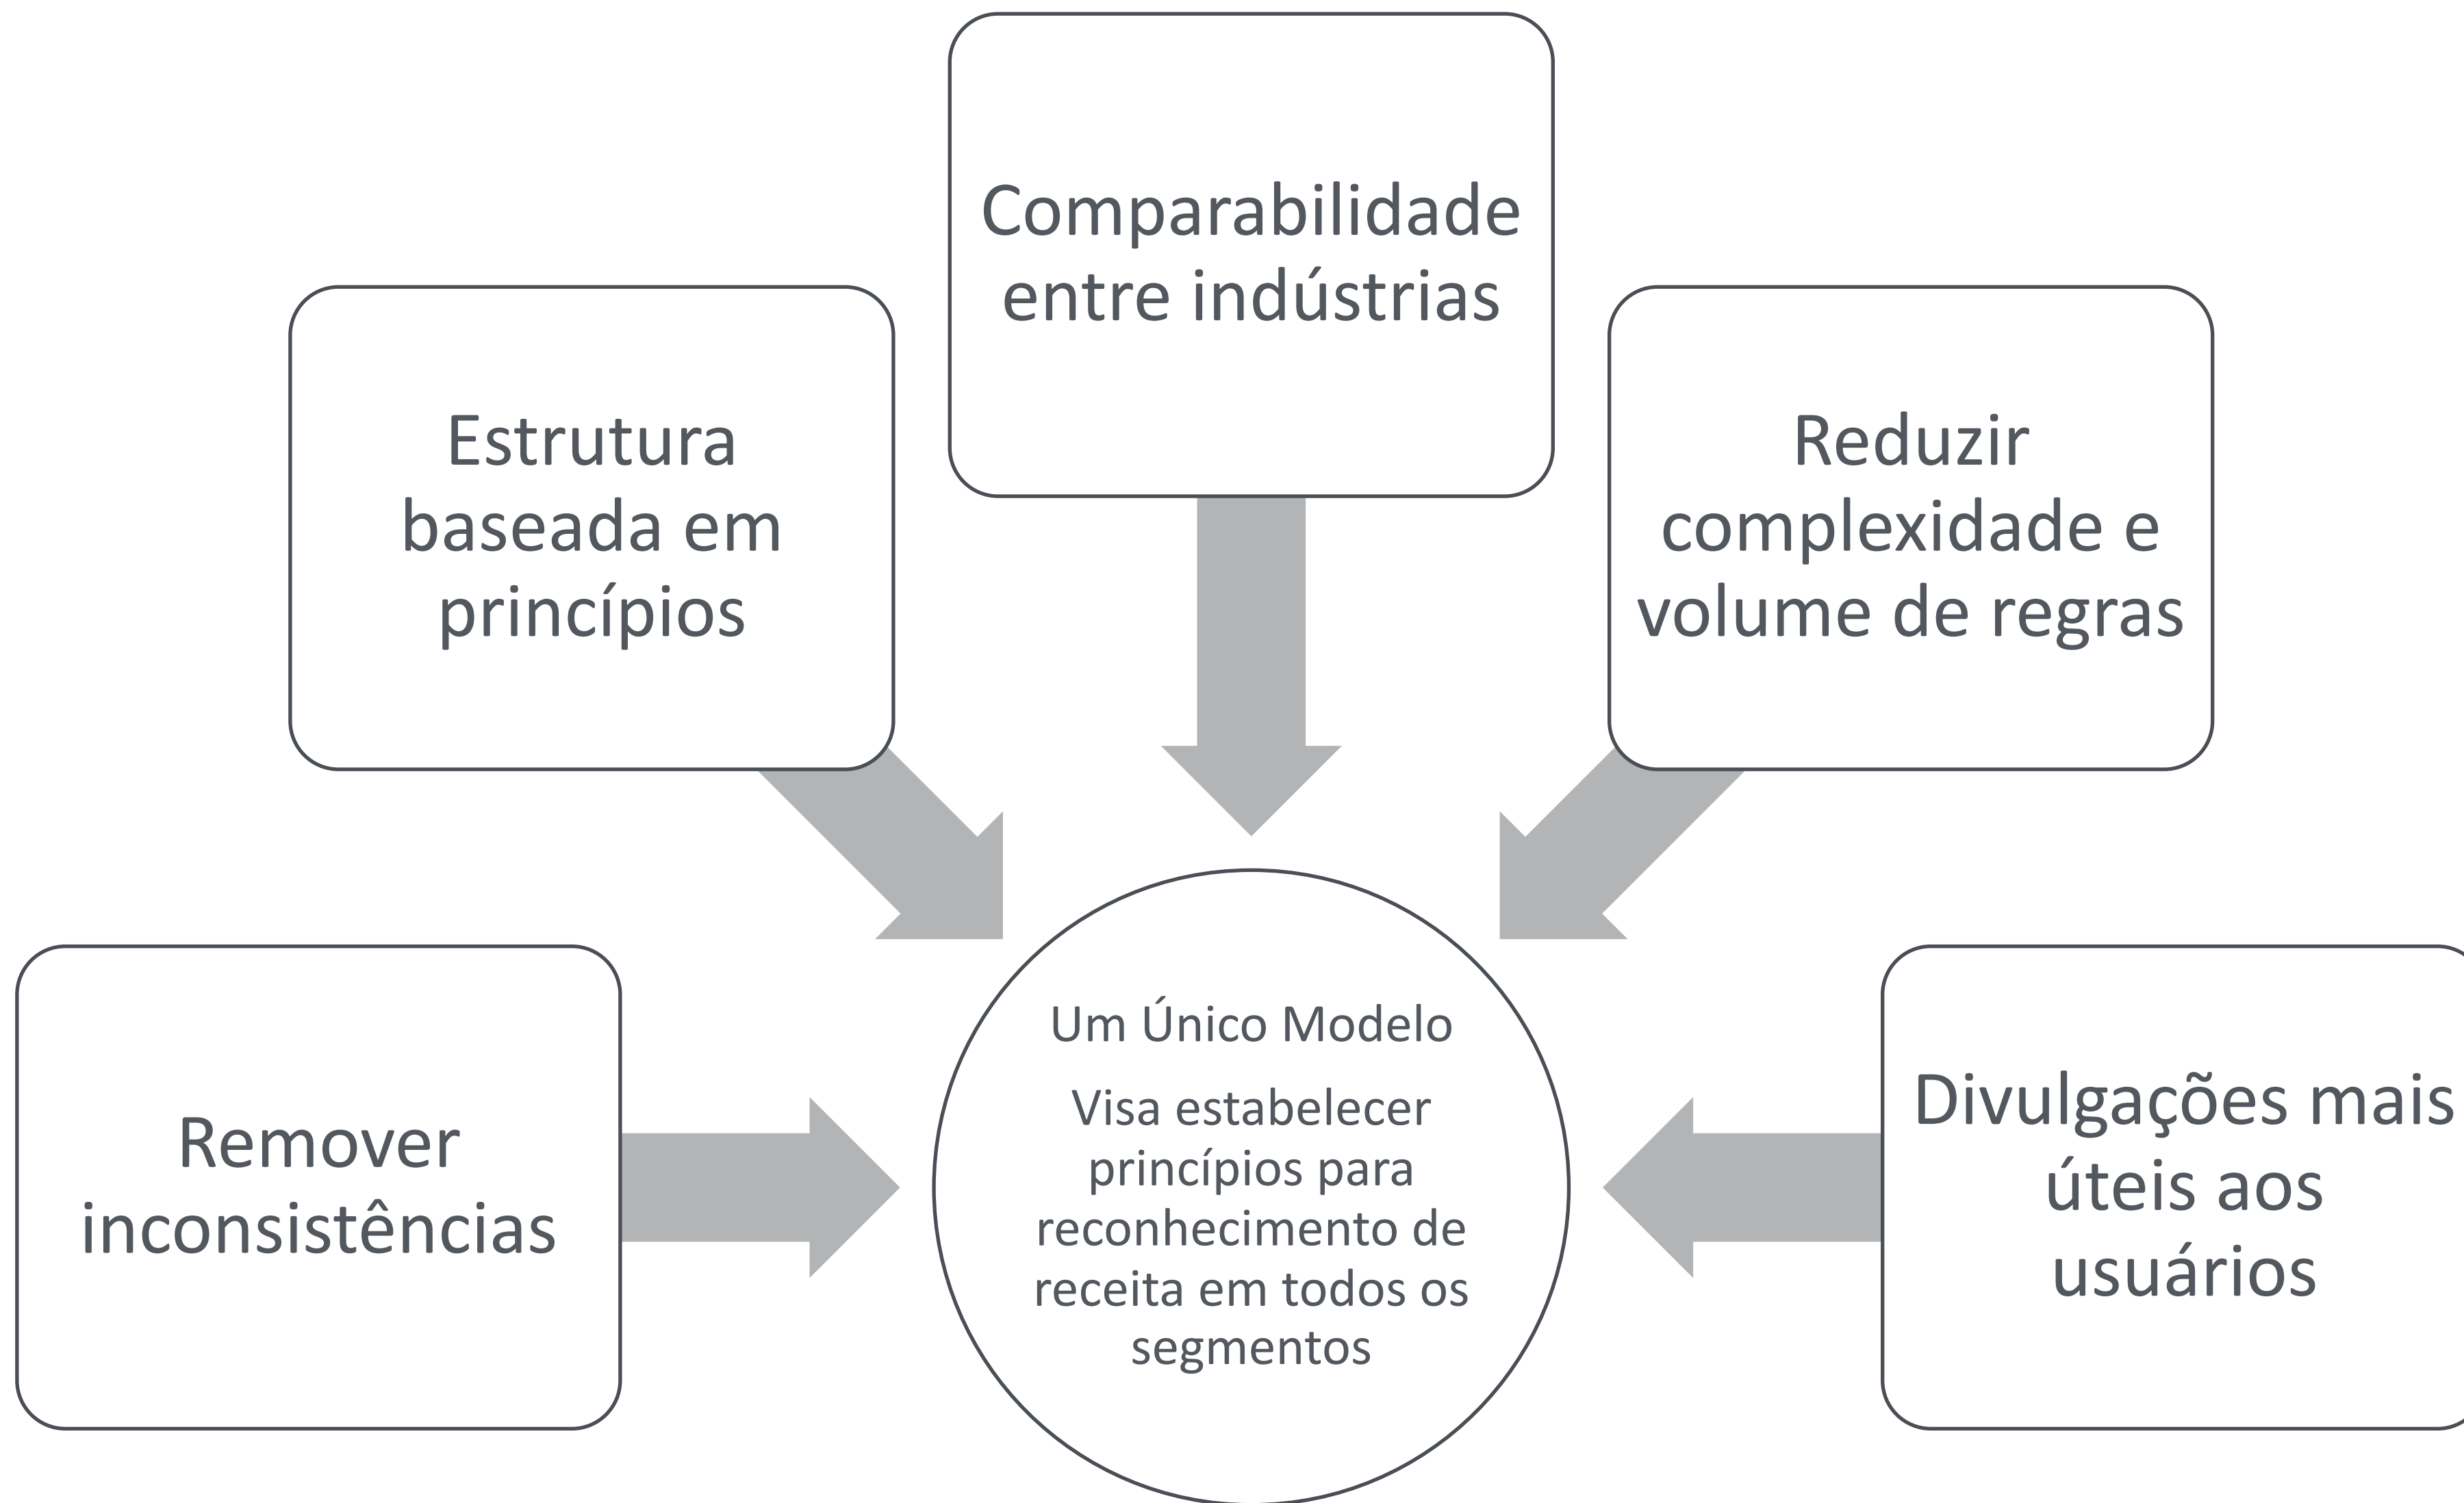 Comparabilidade
entre indústrias
Estrutura
baseada em
princípios
Reduzir
complexidade e
volume de regras
Remover
inconsistências
Um Único Modelo
Visa estabelecer
princípios para
reconhecimento de
receita em todos os
segmentos
Divulgações mais
úteis aos
usuários